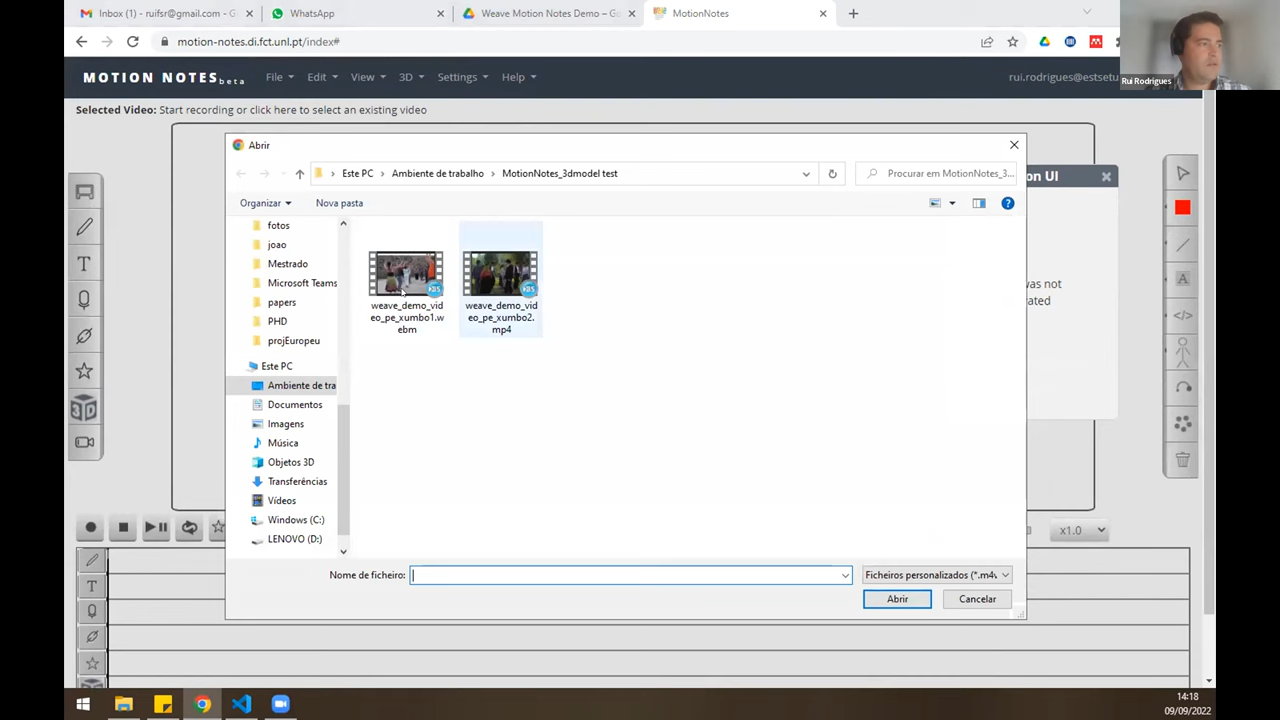 Inbox (1) - ruifsr@gmail.com - G
WhatsApp
Weave Motion Notes Demo – Go
MotionNotes
motion-notes.di.fct.unl.pt/index#
Rui Rodrigues
MOTION NOTES beta
File
Edit
View
3D
Settings
Help
rui.rodrigues@estsetu
Selected Video: Start recording or click here to select an existing video
Abrir
Este PC
Ambiente de trabalho
MotionNotes_3dmodel test
Procurar em MotionNotes_3...
on UI
Organizar
Nova pasta
fotos
joao
Mestrado
Microsoft Teams
papers
PHD
projEuropeu
Este PC
Ambiente de tra
Documentos
Imagens
Música
Objetos 3D
Transferências
Vídeos
Windows (C:)
LENOVO (D:)
weave_demo_vid
eo_pe_xumbo1.w
ebm
weave_demo_vid
eo_pe_xumbo2.
mp4
was not
ated
T
3D
A
</>
x1.0
Nome de ficheiro:
Ficheiros personalizados (*.m4v
Abrir
Cancelar
T
14:18
09/09/2022